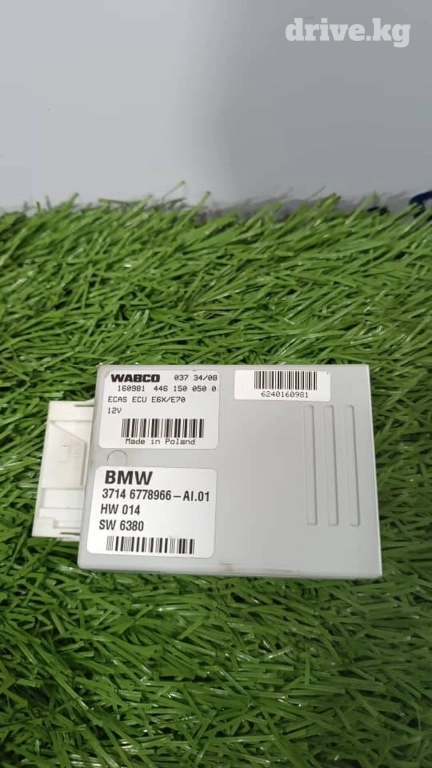 drive.kg
WABCO 037 34/08
160981 446 150 050 0
ECAS ECU E6X/E70
12V
Made in Poland
6240160981
BMW
3714 6778966-AI.01
HW 014
SW 6380